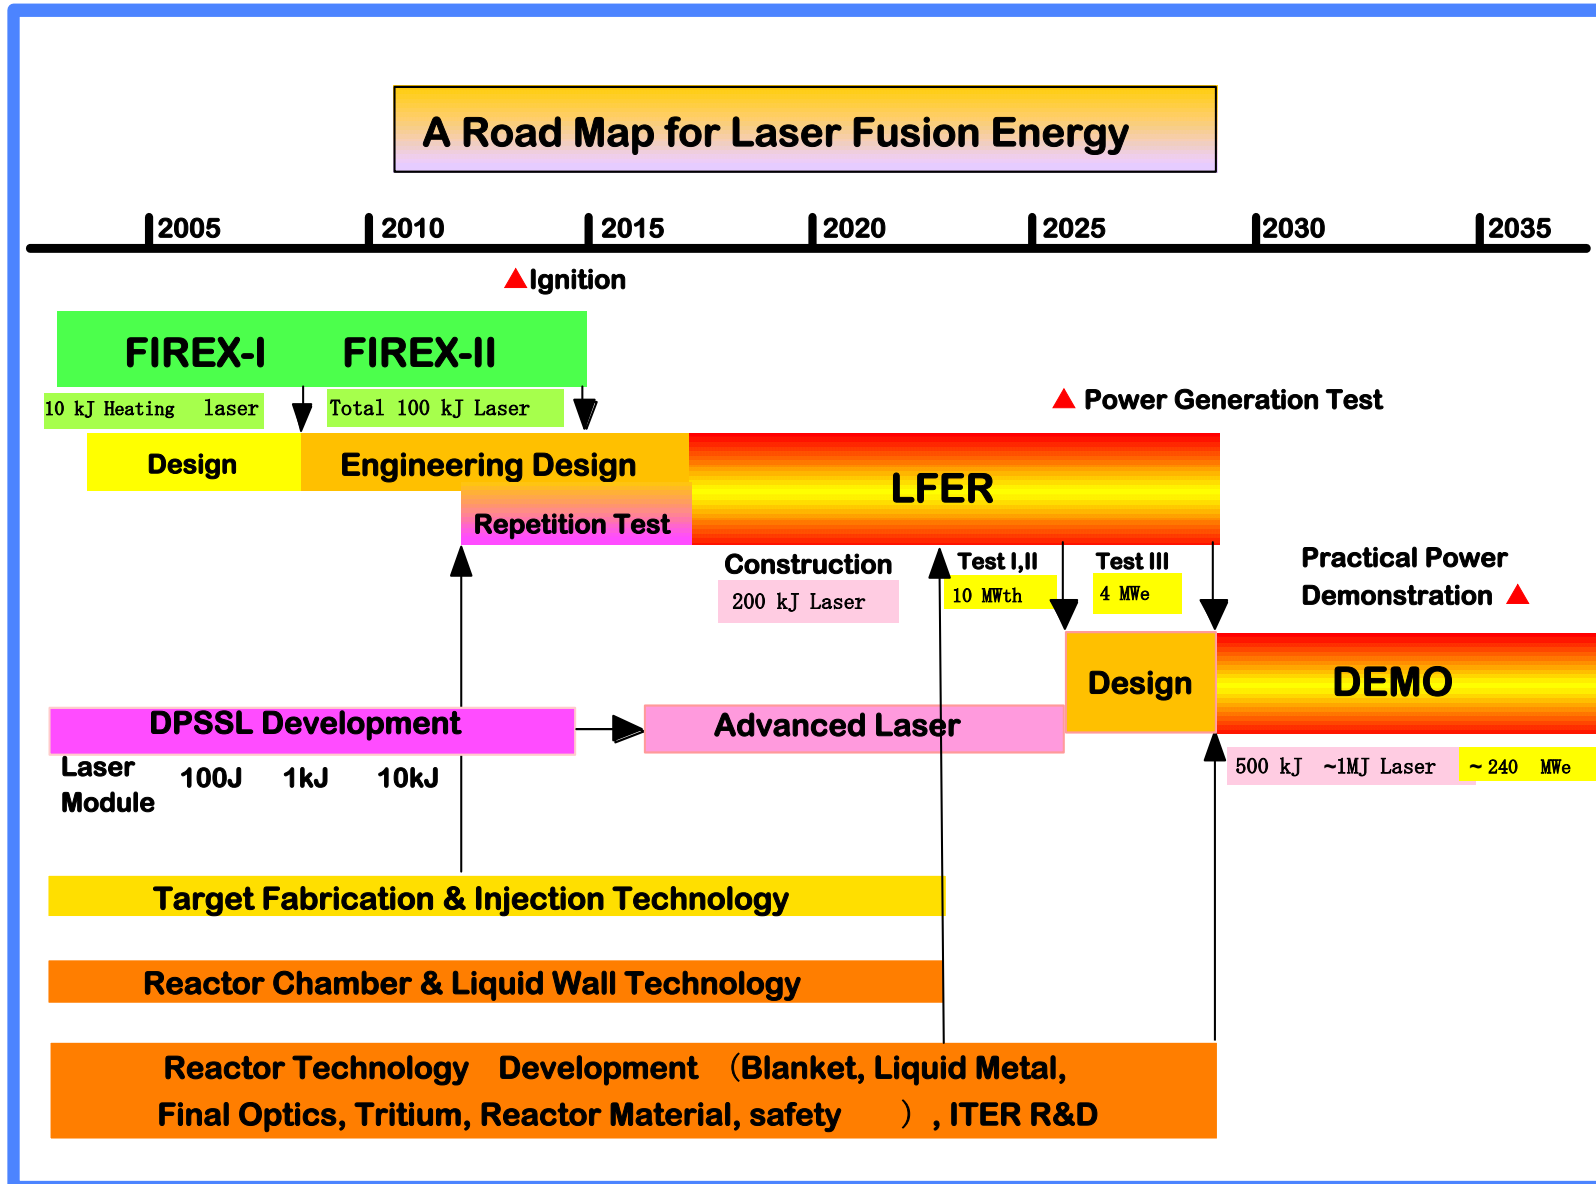 A Road Map for Laser Fusion Energy
2005 2010 2015 2020 2025 2030 2035
Ignition
FIREX-I FIREX-II
10 kJ Heating laser Total 100 kJ Laser
Power Generation Test
Design Engineering Design
LFER
Repetition Test
Construction Test I,II Test III
200 kJ Laser 10 MWth 4 MWe
Practical Power
Demonstration
Design DEMO
DPSSL Development Advanced Laser
Laser
Module
100J 1kJ 10kJ
500 kJ ~1MJ Laser ~240 MWe
Target Fabrication & Injection Technology
Reactor Chamber & Liquid Wall Technology
Reactor Technology Development （Blanket, Liquid Metal,
Final Optics, Tritium, Reactor Material, safety ）, ITER R&D